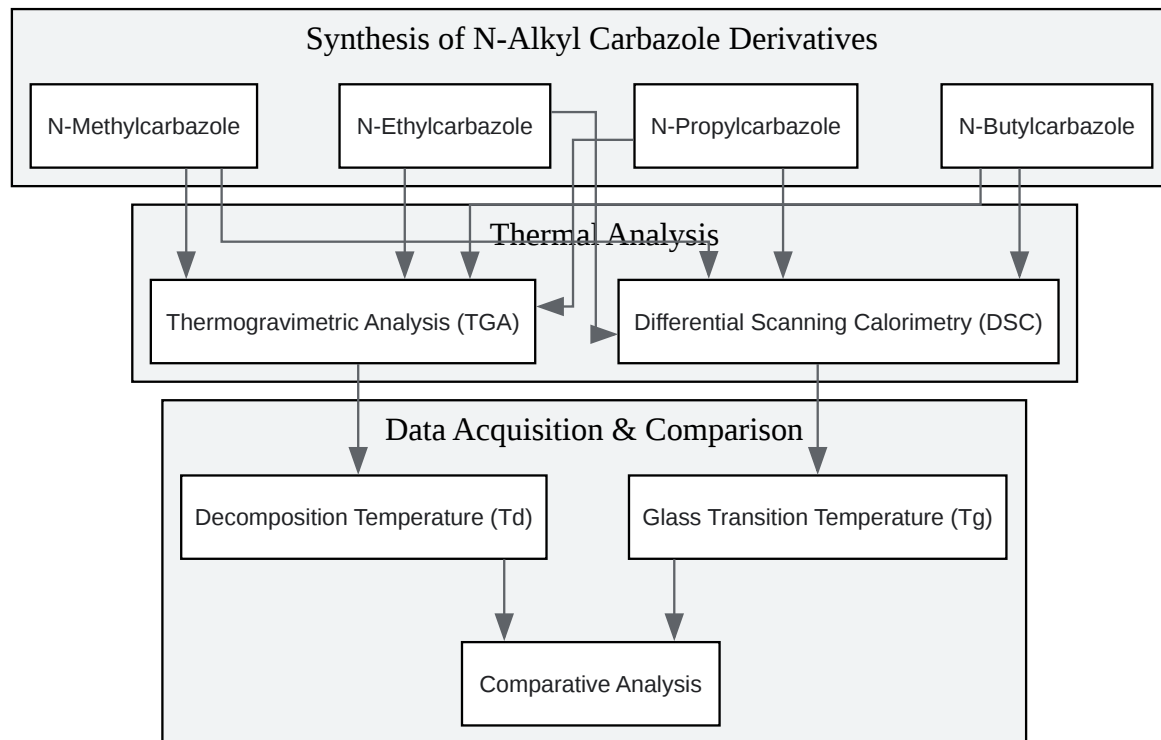 Synthesis of N-Alkyl Carbazole Derivatives
N-Methylcarbazole
N-Ethylcarbazole
N-Propylcarbazole
N-Butylcarbazole
Thermal Analysis
Thermogravimetric Analysis (TGA)
Differential Scanning Calorimetry (DSC)
Data Acquisition & Comparison
Decomposition Temperature (Td)
Glass Transition Temperature (Tg)
Comparative Analysis